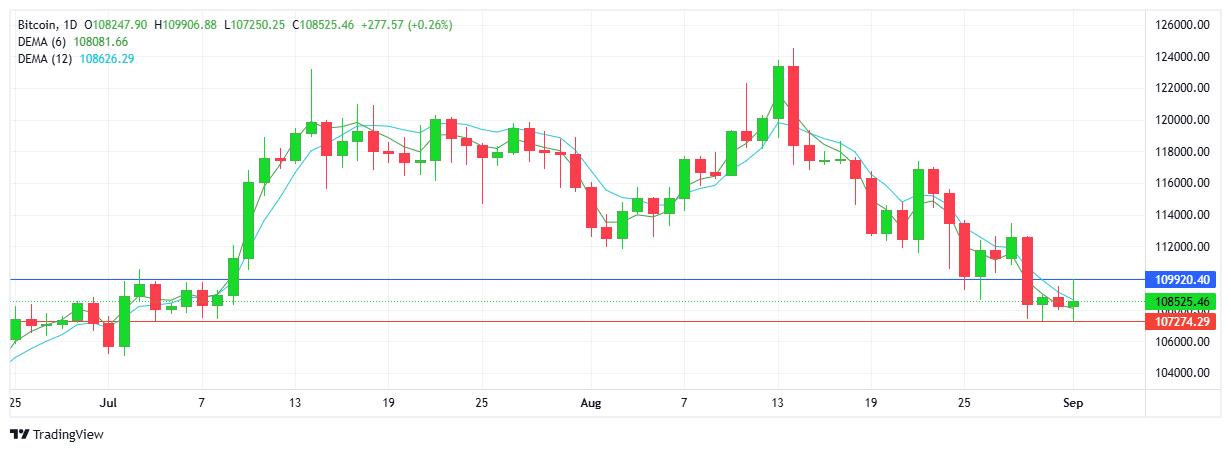 Bitcoin, 1D O108247.90 H109906.88 L107250.25 C108525.46 +277.57 (+0.26%)
DEMA (6) 108081.66
DEMA (12) 108626.29
126000.00
124000.00
122000.00
120000.00
118000.00
116000.00
114000.00
112000.00
109920.40
108525.46
107274.29
106000.00
104000.00
25 Jul 7 13 19 25 Aug 7 13 19 25 Sep
TradingView